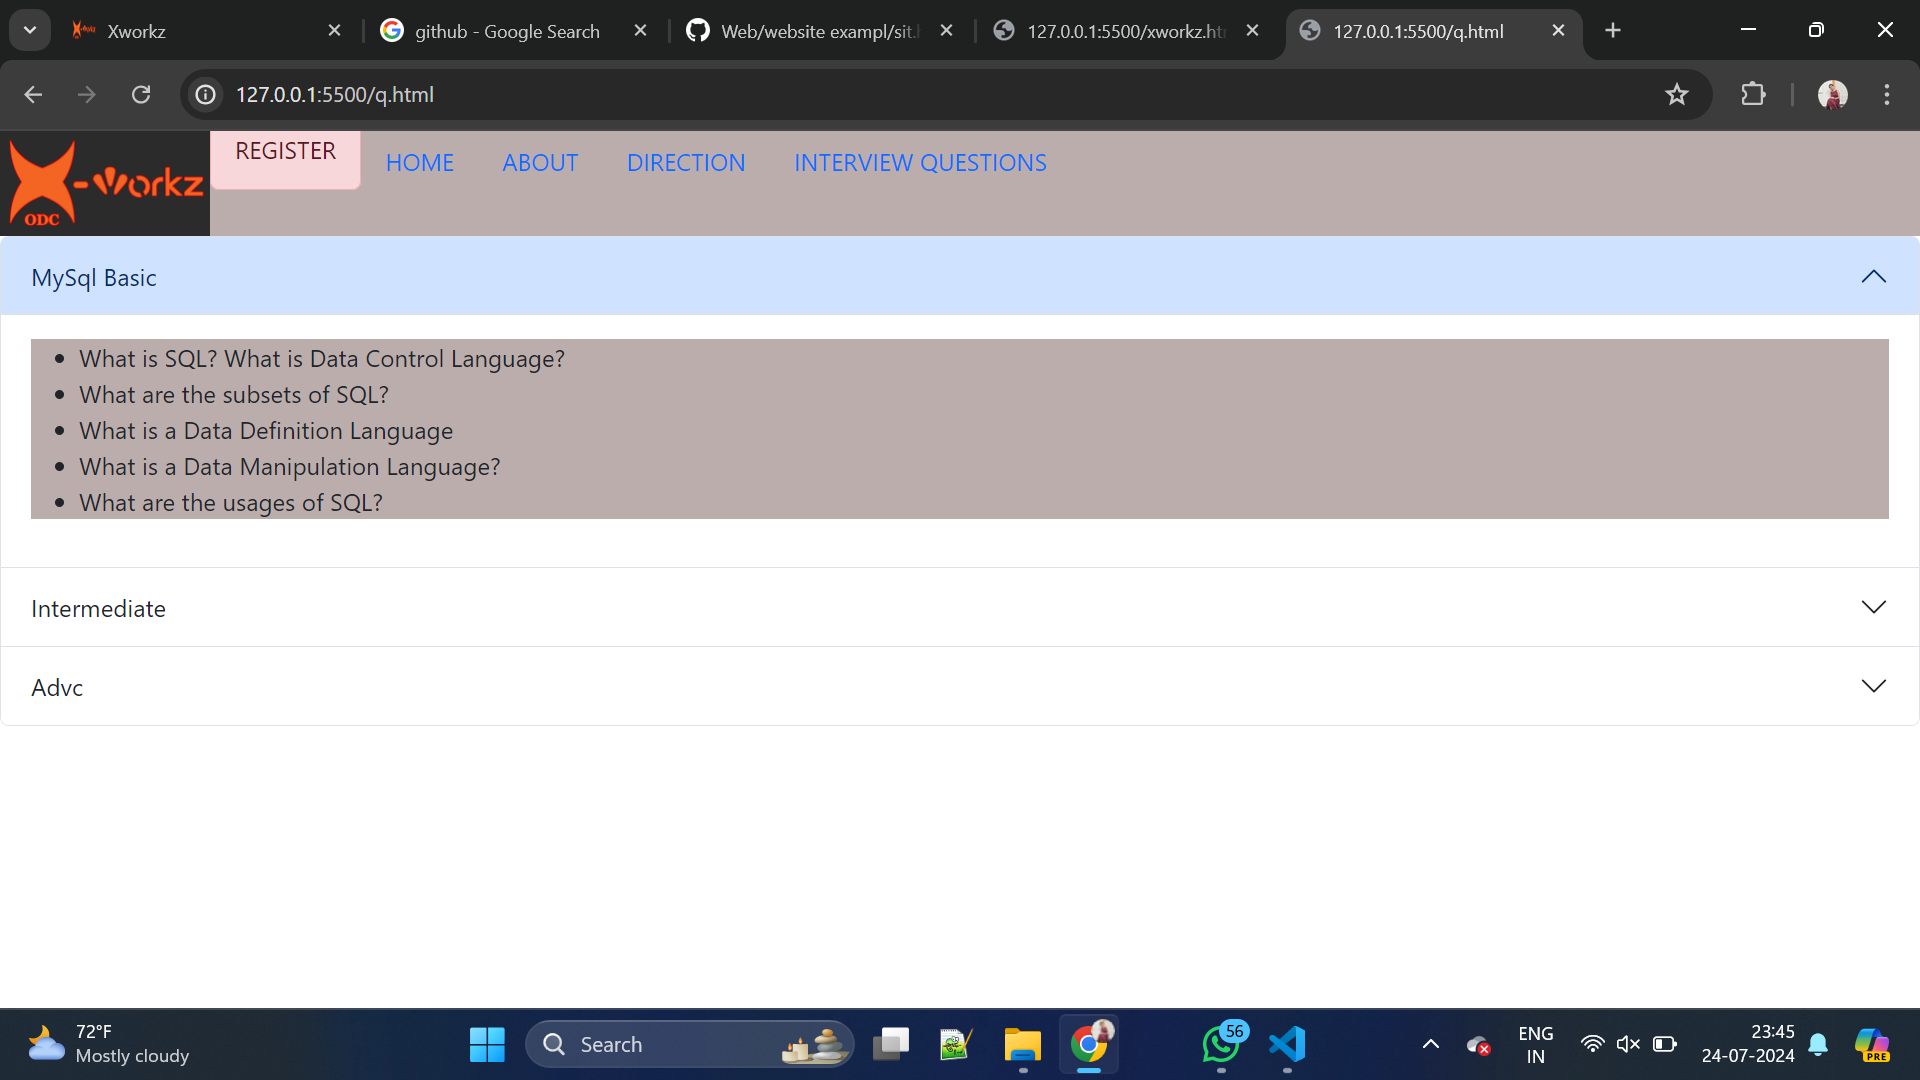 Xworkz
github - Google Search
Web/website exampl/sit.h
127.0.0.1:5500/xworkz.htm
127.0.0.1:5500/q.html
127.0.0.1:5500/q.html
X-workz
ODC
REGISTER
HOME
ABOUT
DIRECTION
INTERVIEW QUESTIONS
MySql Basic
What is SQL? What is Data Control Language?
What are the subsets of SQL?
What is a Data Definition Language
What is a Data Manipulation Language?
What are the usages of SQL?
Intermediate
Advc
72°F
Mostly cloudy
Search
56
ENG
IN
23:45
24-07-2024
PRE